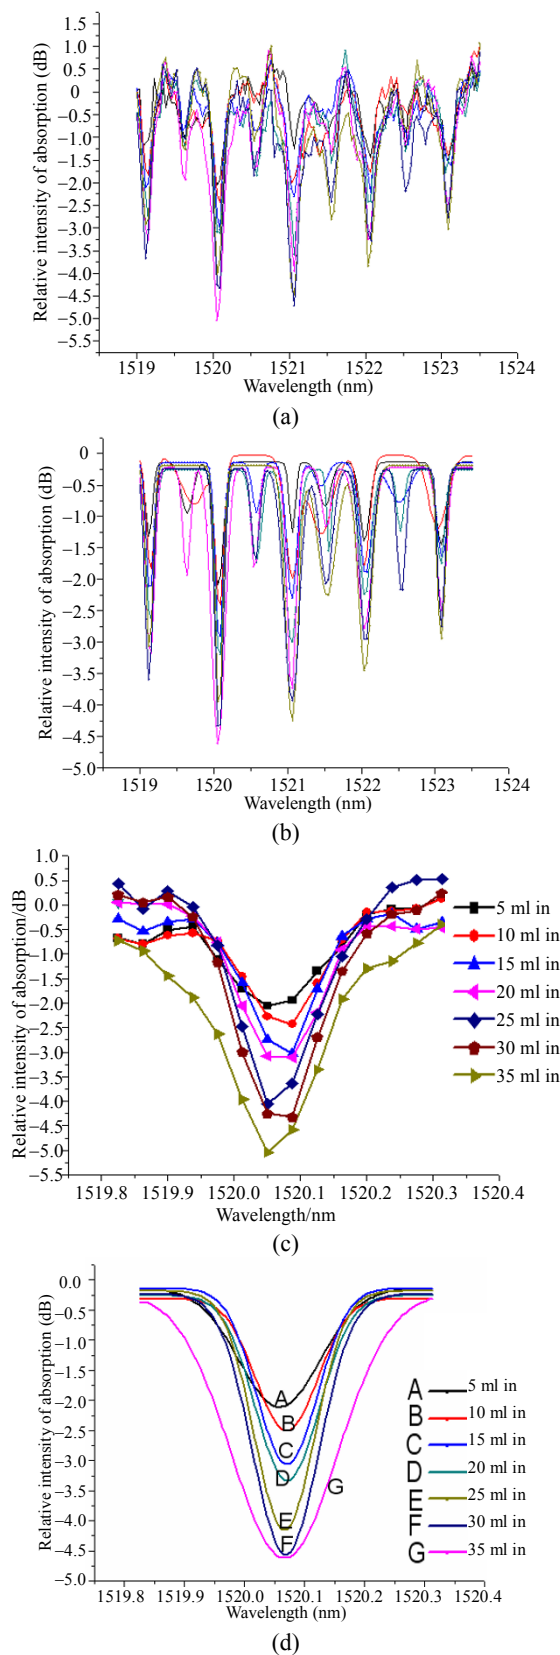 1.5
1.0
0.5
0
−0.5
−1.0
−1.5
−2.0
−2.5
−3.0
−3.5
−4.0
−4.5
−5.0
−5.5
Relative intensity of absorption (dB)
1519 1520 1521 1522 1523 1524
Wavelength (nm)
(a)
0
−0.5
−1.0
−1.5
−2.0
−2.5
−3.0
−3.5
−4.0
−4.5
−5.0
Relative intensity of absorption (dB)
1519 1520 1521 1522 1523 1524
Wavelength (nm)
(b)
1.0
0.5
0.0
−0.5
−1.0
−1.5
−2.0
−2.5
−3.0
−3.5
−4.0
−4.5
−5.0
−5.5
Relative intensity of absorption/dB
5 ml in
10 ml in
15 ml in
20 ml in
25 ml in
30 ml in
35 ml in
1519.8 1519.9 1520.0 1520.1 1520.2 1520.3 1520.4
Wavelength/nm
(c)
0.0
−0.5
−1.0
−1.5
−2.0
−2.5
−3.0
−3.5
−4.0
−4.5
−5.0
Relative intensity of absorption (dB)
A
B
C
D
E
F
G
A 5 ml in
B 10 ml in
C 15 ml in
D 20 ml in
E 25 ml in
F 30 ml in
G 35 ml in
1519.8 1519.9 1520.0 1520.1 1520.2 1520.3 1520.4
Wavelength (nm)
(d)